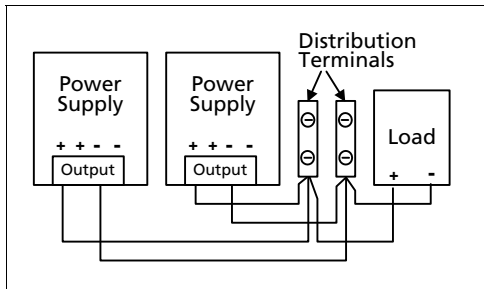 Distribution
Terminals
Power
Supply
+ + - -
Output
Power
Supply
+ + - -
Output
Load
+ -